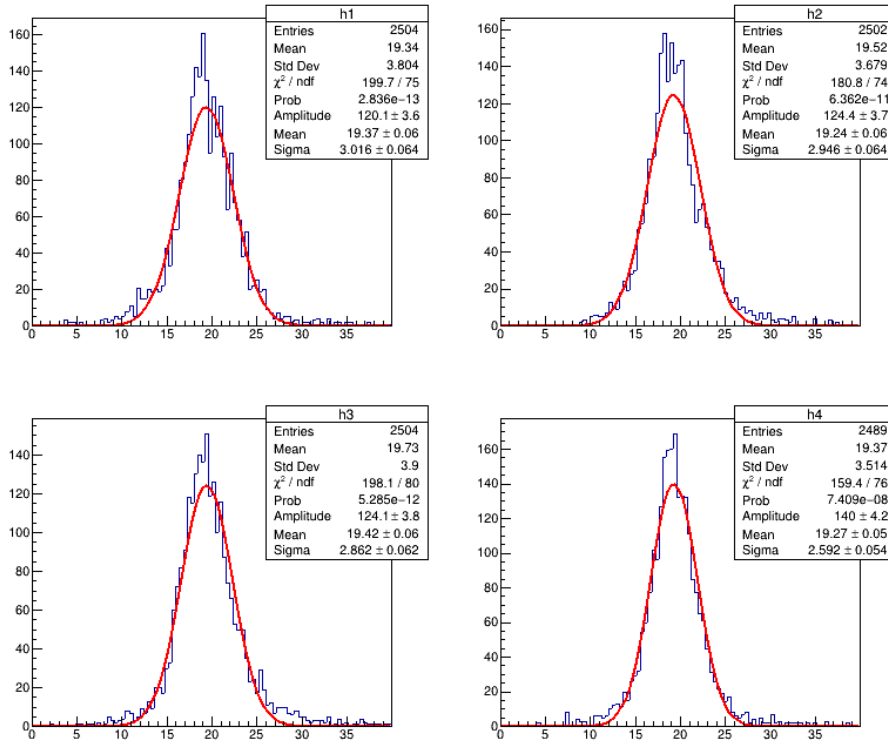 h1
Entries 2504
Mean 19.34
Std Dev 3.804
χ² / ndf 199.7 / 75
Prob 2.836e−13
Amplitude 120.1 ± 3.6
Mean 19.37 ± 0.06
Sigma 3.016 ± 0.064
160
140
120
100
80
60
40
20
0
0 5 10 15 20 25 30 35
h2
Entries 2502
Mean 19.52
Std Dev 3.679
χ² / ndf 180.8 / 74
Prob 6.362e−11
Amplitude 124.4 ± 3.7
Mean 19.24 ± 0.06
Sigma 2.946 ± 0.064
160
140
120
100
80
60
40
20
0
0 5 10 15 20 25 30 35
h3
Entries 2504
Mean 19.73
Std Dev 3.9
χ² / ndf 198.1 / 80
Prob 5.285e−12
Amplitude 124.1 ± 3.8
Mean 19.42 ± 0.06
Sigma 2.862 ± 0.062
140
120
100
80
60
40
20
0
0 5 10 15 20 25 30 35
h4
Entries 2489
Mean 19.37
Std Dev 3.514
χ² / ndf 159.4 / 76
Prob 7.409e−08
Amplitude 140 ± 4.2
Mean 19.27 ± 0.05
Sigma 2.592 ± 0.054
160
140
120
100
80
60
40
20
0
0 5 10 15 20 25 30 35